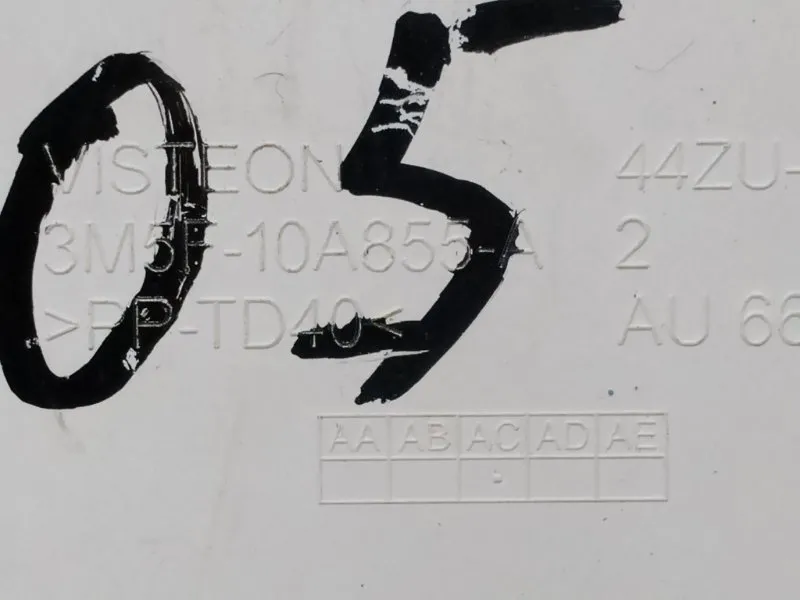 05
VISTEON 44ZU-
3M5F-10A855-A 2
>PP-TD40< AU 66
AA AB AC AD AE